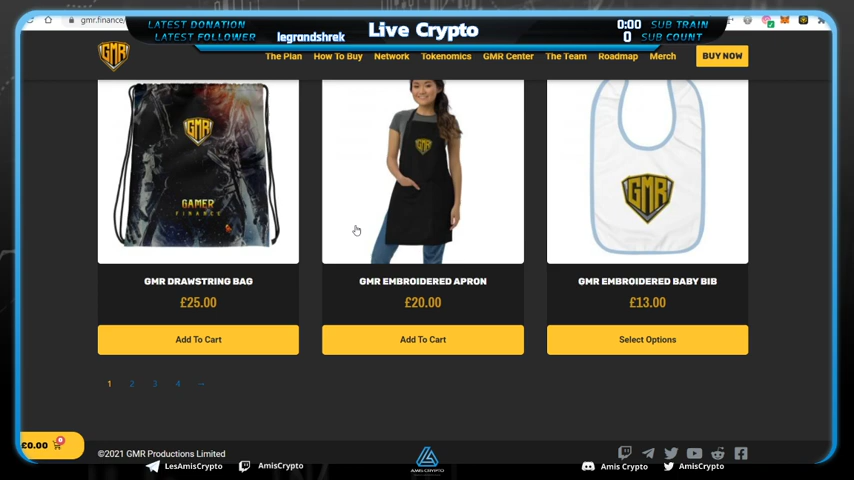 gmr.finance/
LATEST DONATION
LATEST FOLLOWER
legrandshrek
Live Crypto
0:00 SUB TRAIN
0 SUB COUNT
GMR
The Plan
How To Buy
Network
Tokenomics
GMR Center
The Team
Roadmap
Merch
BUY NOW
GMR
GAMER
FINANCE
GMR
GMR
GMR DRAWSTRING BAG
GMR EMBROIDERED APRON
GMR EMBROIDERED BABY BIB
£25.00
£20.00
£13.00
Add To Cart
Add To Cart
Select Options
1 2 3 4 →
£0.00
0
©2021 GMR Productions Limited
LesAmisCrypto
AmisCrypto
AMIS CRYPTO
Amis Crypto
AmisCrypto